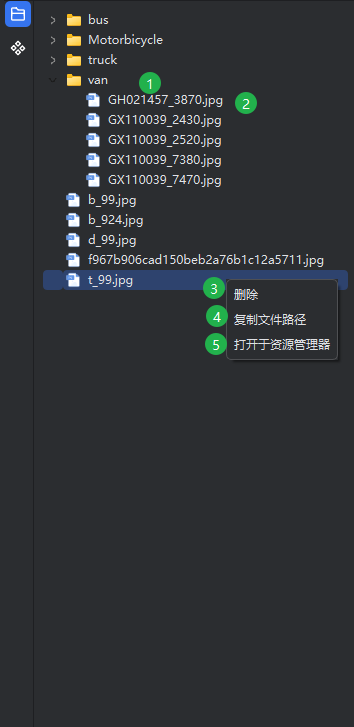 bus
Motorbicycle
truck
van
1
GH021457_3870.jpg
2
GX110039_2430.jpg
GX110039_2520.jpg
GX110039_7380.jpg
GX110039_7470.jpg
b_99.jpg
b_924.jpg
d_99.jpg
f967b906cad150beb2a76b1c12a5711.jpg
t_99.jpg
3 删除
4 复制文件路径
5 打开于资源管理器